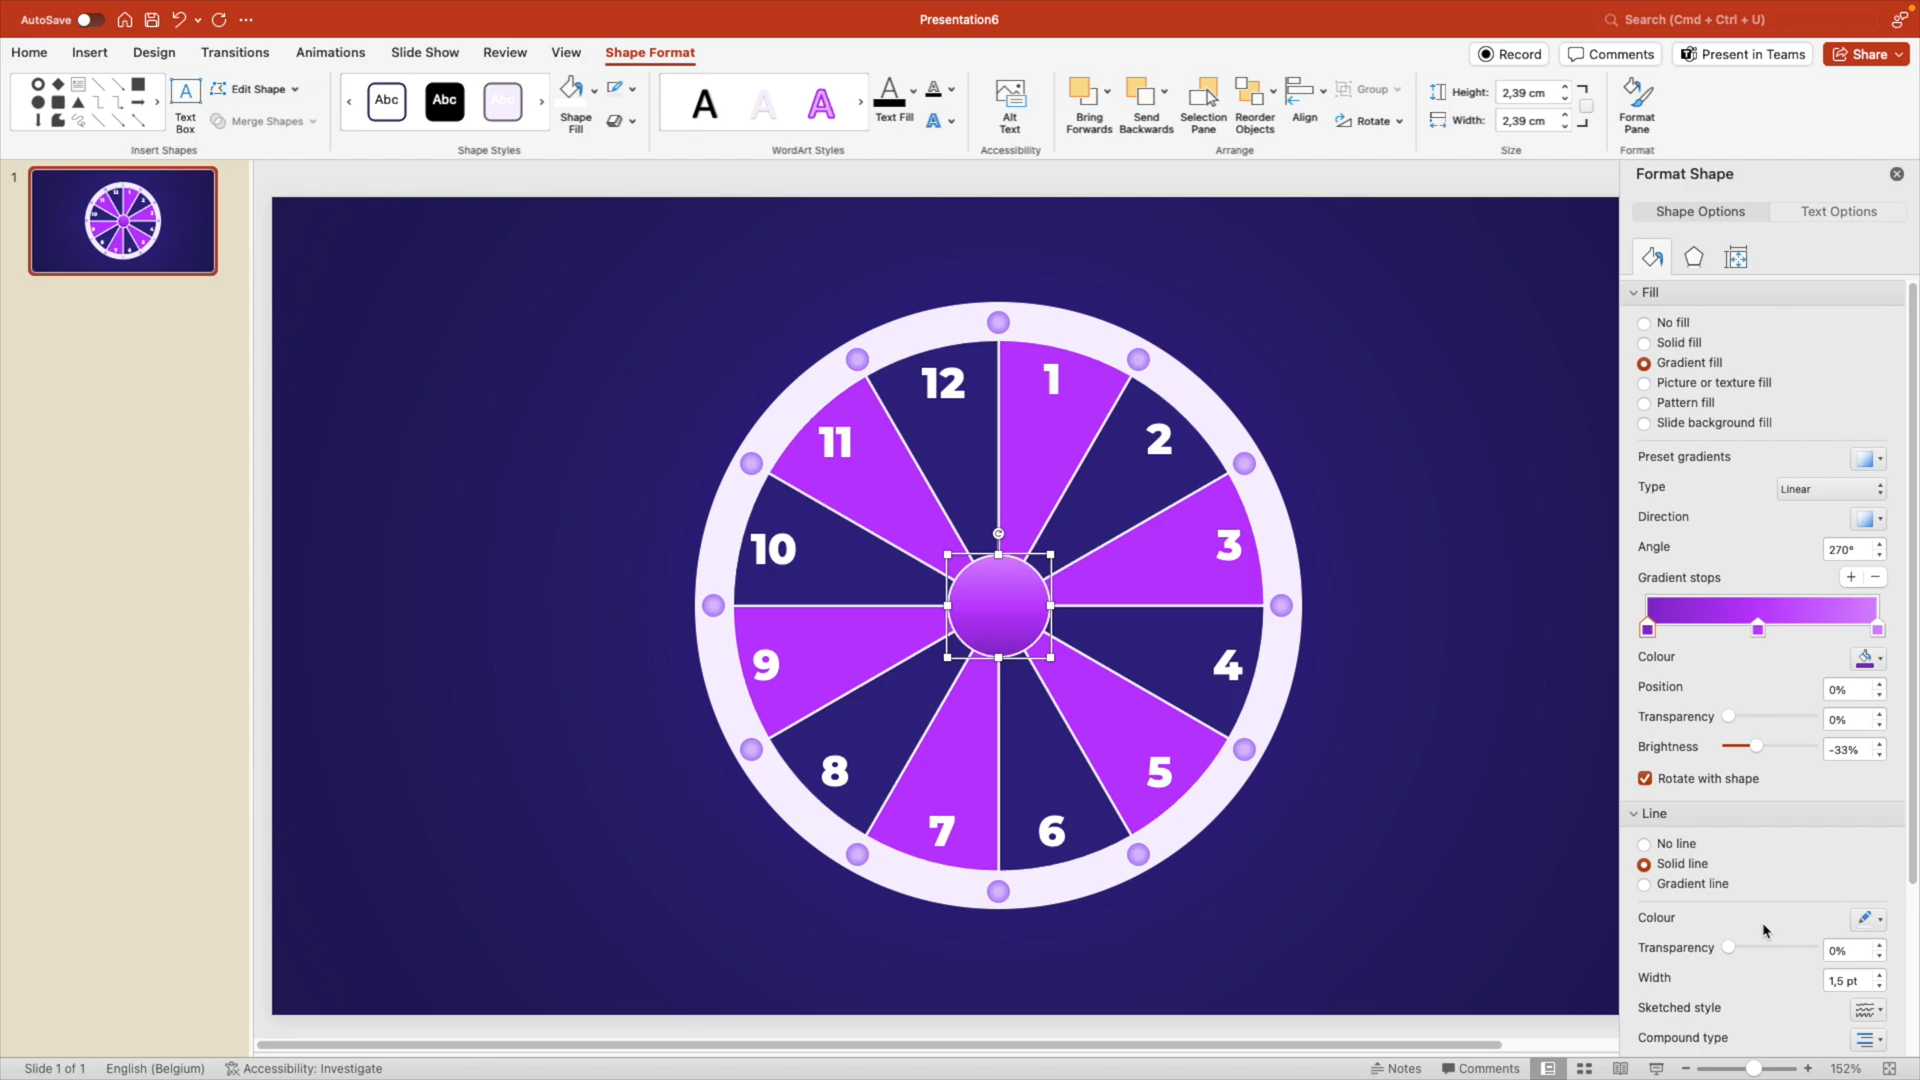 AutoSave
Presentation6
Search (Cmd + Ctrl + U)
Home Insert Design Transitions Animations Slide Show Review View Shape Format
Record Comments Present in Teams Share
Text Box
Edit Shape
Merge Shapes
Insert Shapes
Abc Abc Abc
Shape Fill
Shape Styles
A A A
Text Fill
WordArt Styles
Alt Text
Accessibility
Bring Forwards
Send Backwards
Selection Pane
Reorder Objects
Align
Group
Rotate
Arrange
Height: 2,39 cm
Width: 2,39 cm
Size
Format Pane
Format
1
12
1
2
3
4
5
6
7
8
9
10
11
Format Shape
Shape Options Text Options
Fill
No fill
Solid fill
Gradient fill
Picture or texture fill
Pattern fill
Slide background fill
Preset gradients
Type Linear
Direction
Angle 270°
Gradient stops
Colour
Position 0%
Transparency 0%
Brightness -33%
Rotate with shape
Line
No line
Solid line
Gradient line
Colour
Transparency 0%
Width 1,5 pt
Sketched style
Compound type
Slide 1 of 1 English (Belgium) Accessibility: Investigate
Notes Comments 152%